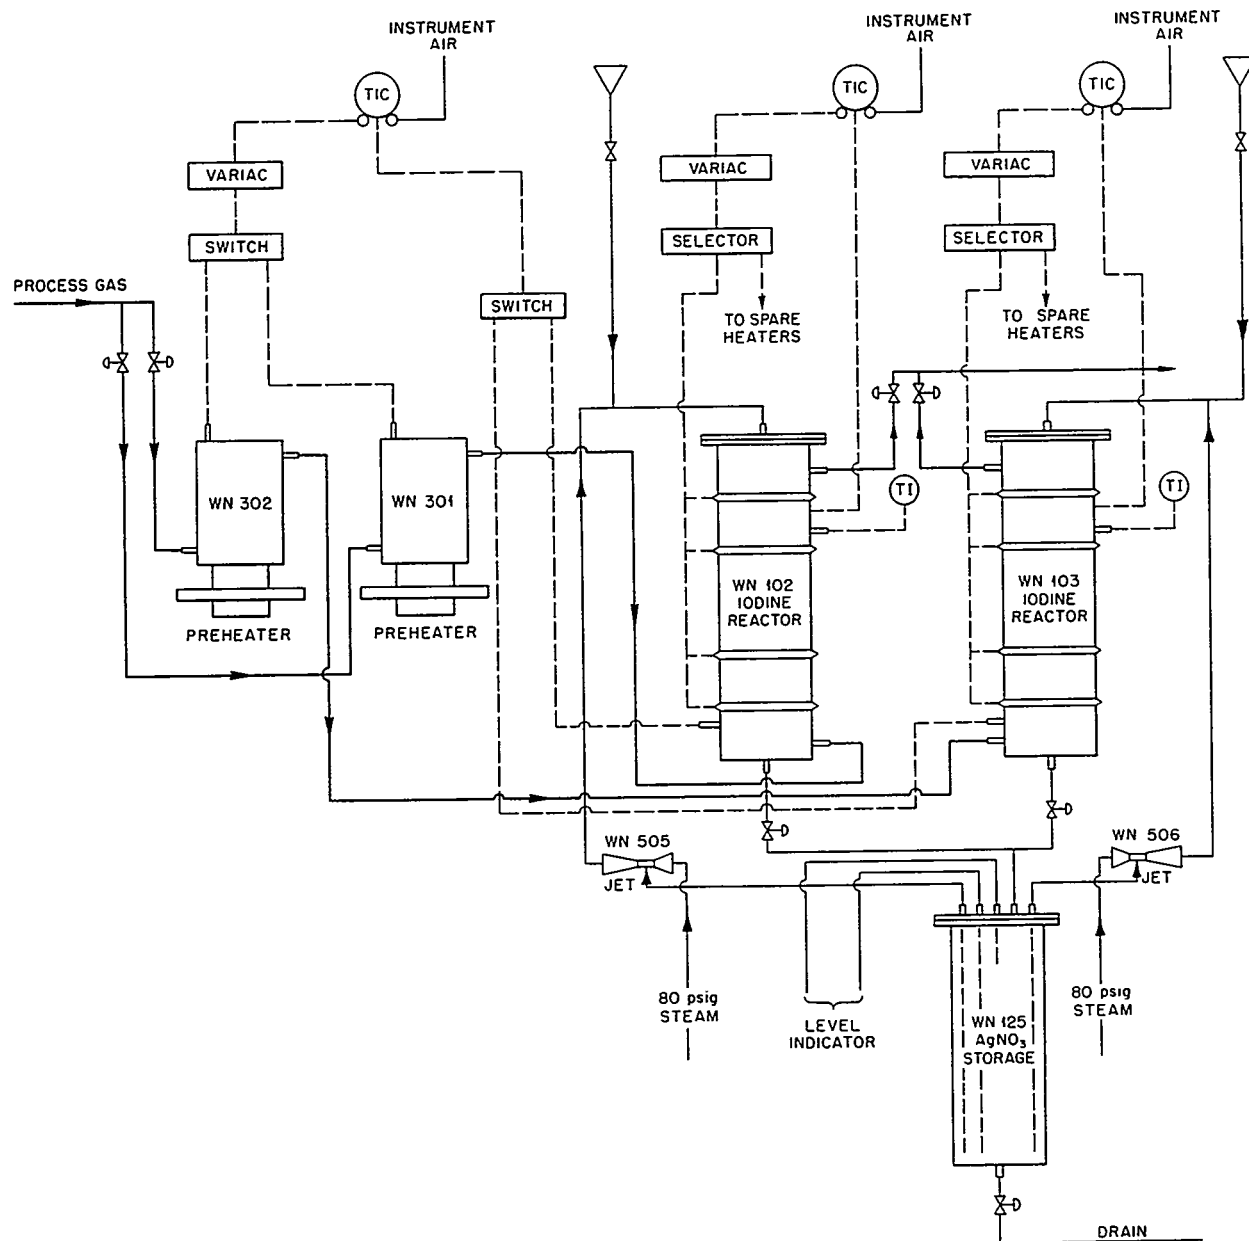 INSTRUMENT
AIR
INSTRUMENT
AIR
INSTRUMENT
AIR
TIC
TIC
TIC
VARIAC
VARIAC
VARIAC
SWITCH
SELECTOR
SELECTOR
PROCESS GAS
SWITCH
TO SPARE
HEATERS
TO SPARE
HEATERS
WN 302
WN 301
TI
TI
WN 102
IODINE
REACTOR
WN 103
IODINE
REACTOR
PREHEATER
PREHEATER
WN 505
JET
WN 506
JET
80 psig
STEAM
LEVEL
INDICATOR
WN 125
AgNO₃
STORAGE
80 psig
STEAM
DRAIN